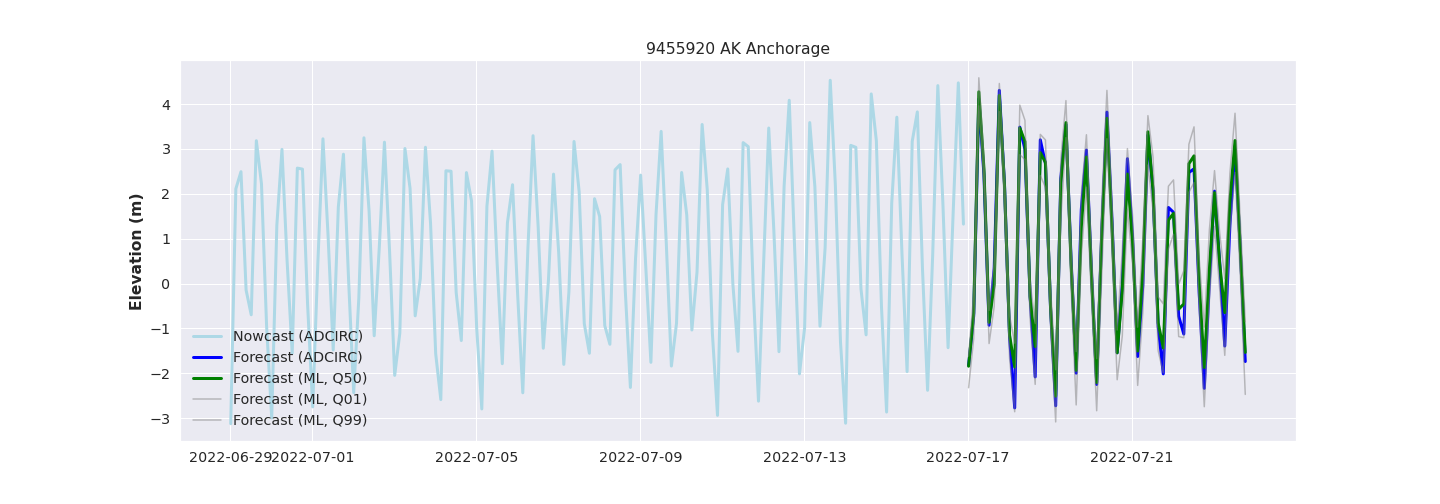 9455920 AK Anchorage
Elevation (m)
4
3
2
1
0
−1
−2
−3
Nowcast (ADCIRC)
Forecast (ADCIRC)
Forecast (ML, Q50)
Forecast (ML, Q01)
Forecast (ML, Q99)
2022-06-29 2022-07-01 2022-07-05 2022-07-09 2022-07-13 2022-07-17 2022-07-21